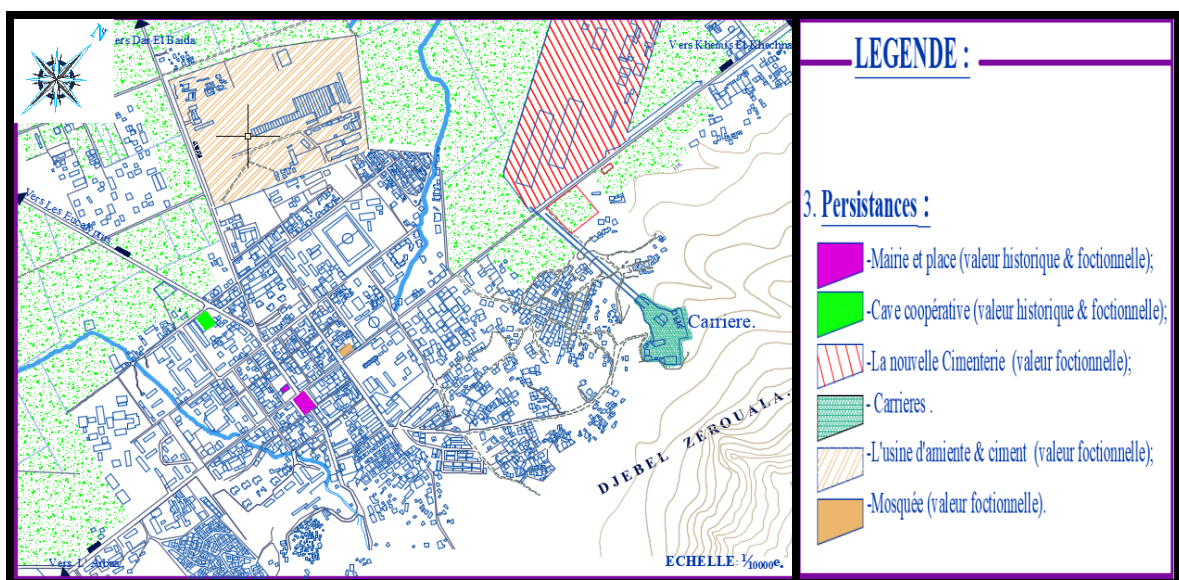 N
ers Dar El Baida
Vers Khemis El Khechna
Vers Les Eucalyptus
Carriere.
DJEBEL ZEROUALA.
Vers L' Arbaa
ECHELLE: 1/10000e.
LEGENDE :
3. Persistances :
-Mairie et place (valeur historique & foctionnelle);
-Cave coopérative (valeur historique & foctionnelle);
-La nouvelle Cimenterie (valeur foctionnelle);
- Carrieres .
-L'usine d'amiente & ciment (valeur foctionnelle);
-Mosquée (valeur foctionnelle).